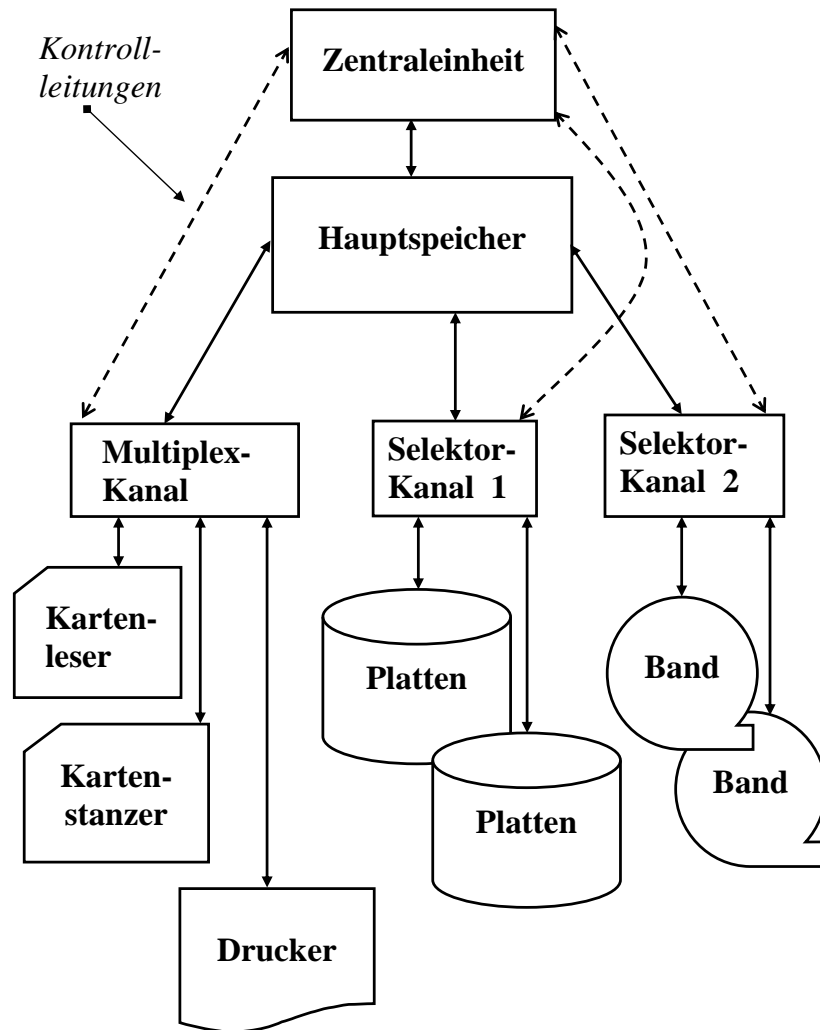 Kontroll-
leitungen
Zentraleinheit
Hauptspeicher
Multiplex-
Kanal
Selektor-
Kanal 1
Selektor-
Kanal 2
Karten-
leser
Platten
Band
Karten-
stanzer
Platten
Band
Drucker